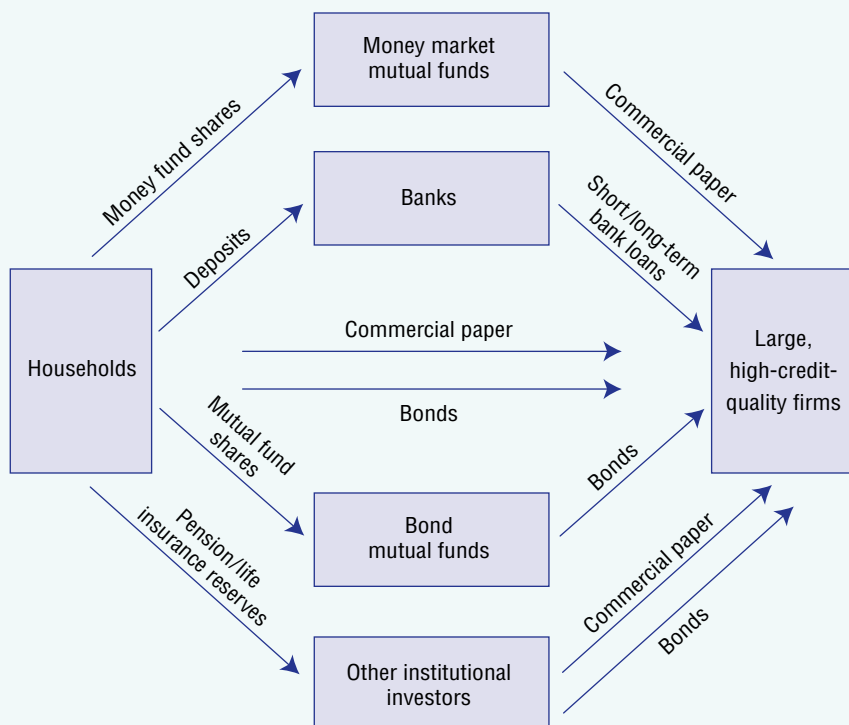 Money market
mutual funds
Money fund shares
Commercial paper
Banks
Deposits
Short/long-term
bank loans
Households
Commercial paper
Bonds
Large,
high-credit-
quality firms
Mutual fund
shares
Bond
mutual funds
Bonds
Pension/life
insurance reserves
Other institutional
investors
Commercial paper
Bonds